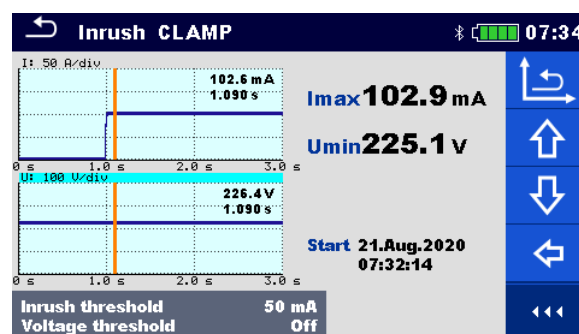 Inrush CLAMP
07:34
I: 50 A/div
102.6 mA
1.090 s
0 s 1.0 s 2.0 s 3.0 s
U: 100 V/div
226.4 V
1.090 s
0 s 1.0 s 2.0 s 3.0 s
Imax 102.9 mA
Umin 225.1 V
Start 21.Aug.2020
07:32:14
Inrush threshold 50 mA
Voltage threshold Off